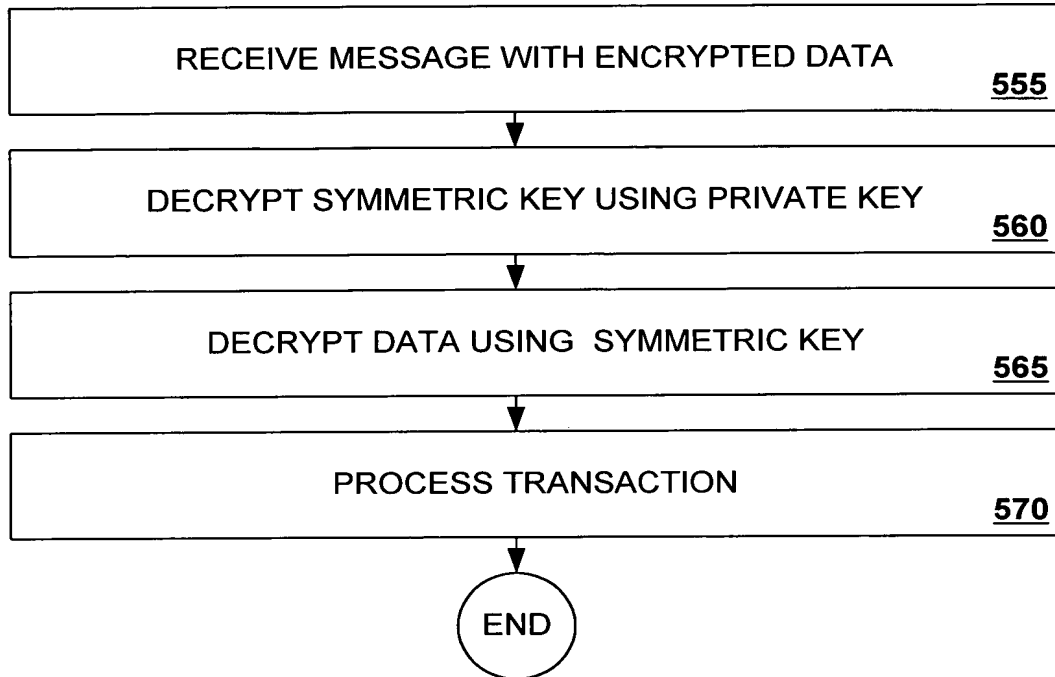 RECEIVE MESSAGE WITH ENCRYPTED DATA
555
DECRYPT SYMMETRIC KEY USING PRIVATE KEY
560
DECRYPT DATA USING SYMMETRIC KEY
565
PROCESS TRANSACTION
570
END